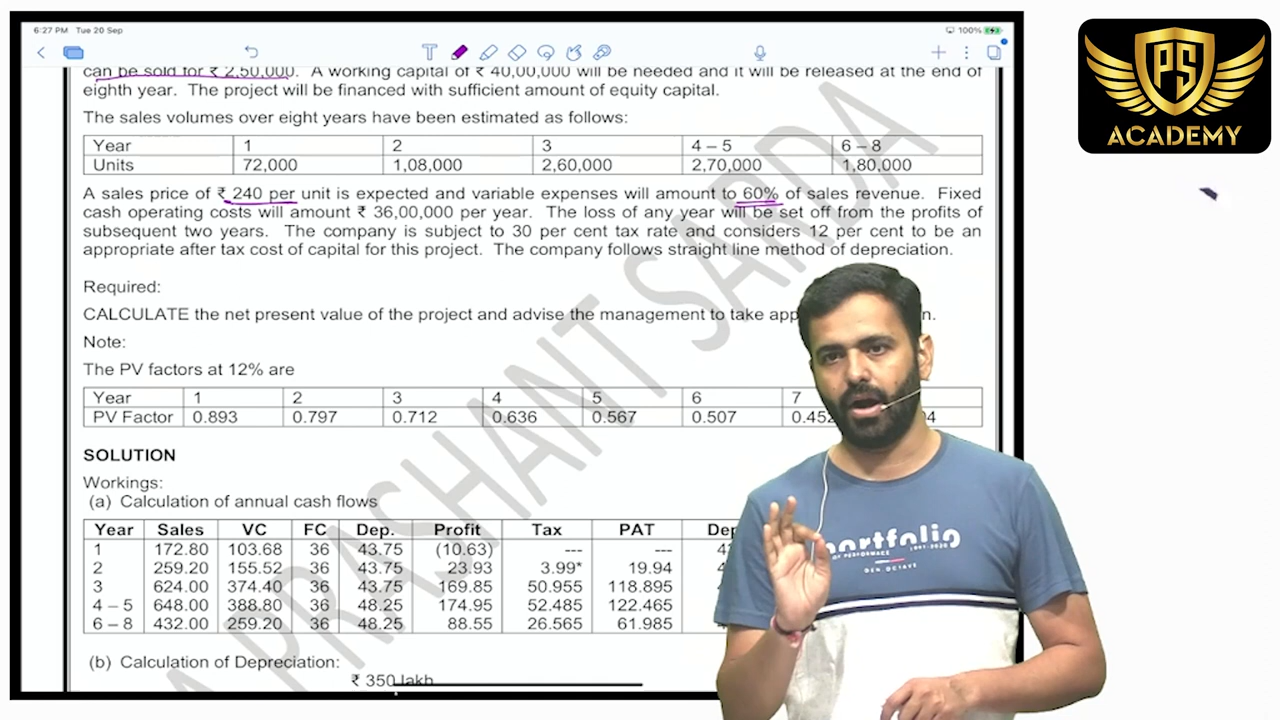 6:27 PM Tue 20 Sep
100%
PS
ACADEMY
can be sold for ₹ 2,50,000. A working capital of ₹ 40,00,000 will be needed and it will be released at the end of
eighth year. The project will be financed with sufficient amount of equity capital.
The sales volumes over eight years have been estimated as follows:
Year 1 2 3 4 – 5 6 – 8
Units 72,000 1,08,000 2,60,000 2,70,000 1,80,000
A sales price of ₹ 240 per unit is expected and variable expenses will amount to 60% of sales revenue. Fixed
cash operating costs will amount ₹ 36,00,000 per year. The loss of any year will be set off from the profits of
subsequent two years. The company is subject to 30 per cent tax rate and considers 12 per cent to be an
appropriate after tax cost of capital for this project. The company follows straight line method of depreciation.
Required:
CALCULATE the net present value of the project and advise the management to take app n.
Note:
The PV factors at 12% are
Year 1 2 3 4 5 6 7
PV Factor 0.893 0.797 0.712 0.636 0.567 0.507 0.452 4
SOLUTION
Workings:
(a) Calculation of annual cash flows
Year Sales VC FC Dep. Profit Tax PAT Dep
1 172.80 103.68 36 43.75 (10.63) --- --- 4
2 259.20 155.52 36 43.75 23.93 3.99* 19.94 4
3 624.00 374.40 36 43.75 169.85 50.955 118.895
4 – 5 648.00 388.80 36 48.25 174.95 52.485 122.465
6 – 8 432.00 259.20 36 48.25 88.55 26.565 61.985
(b) Calculation of Depreciation:
₹ 350 lakh
PRASHANT SARDA
portfolio
OF PERFORMANCE
GEN.OCTAVE